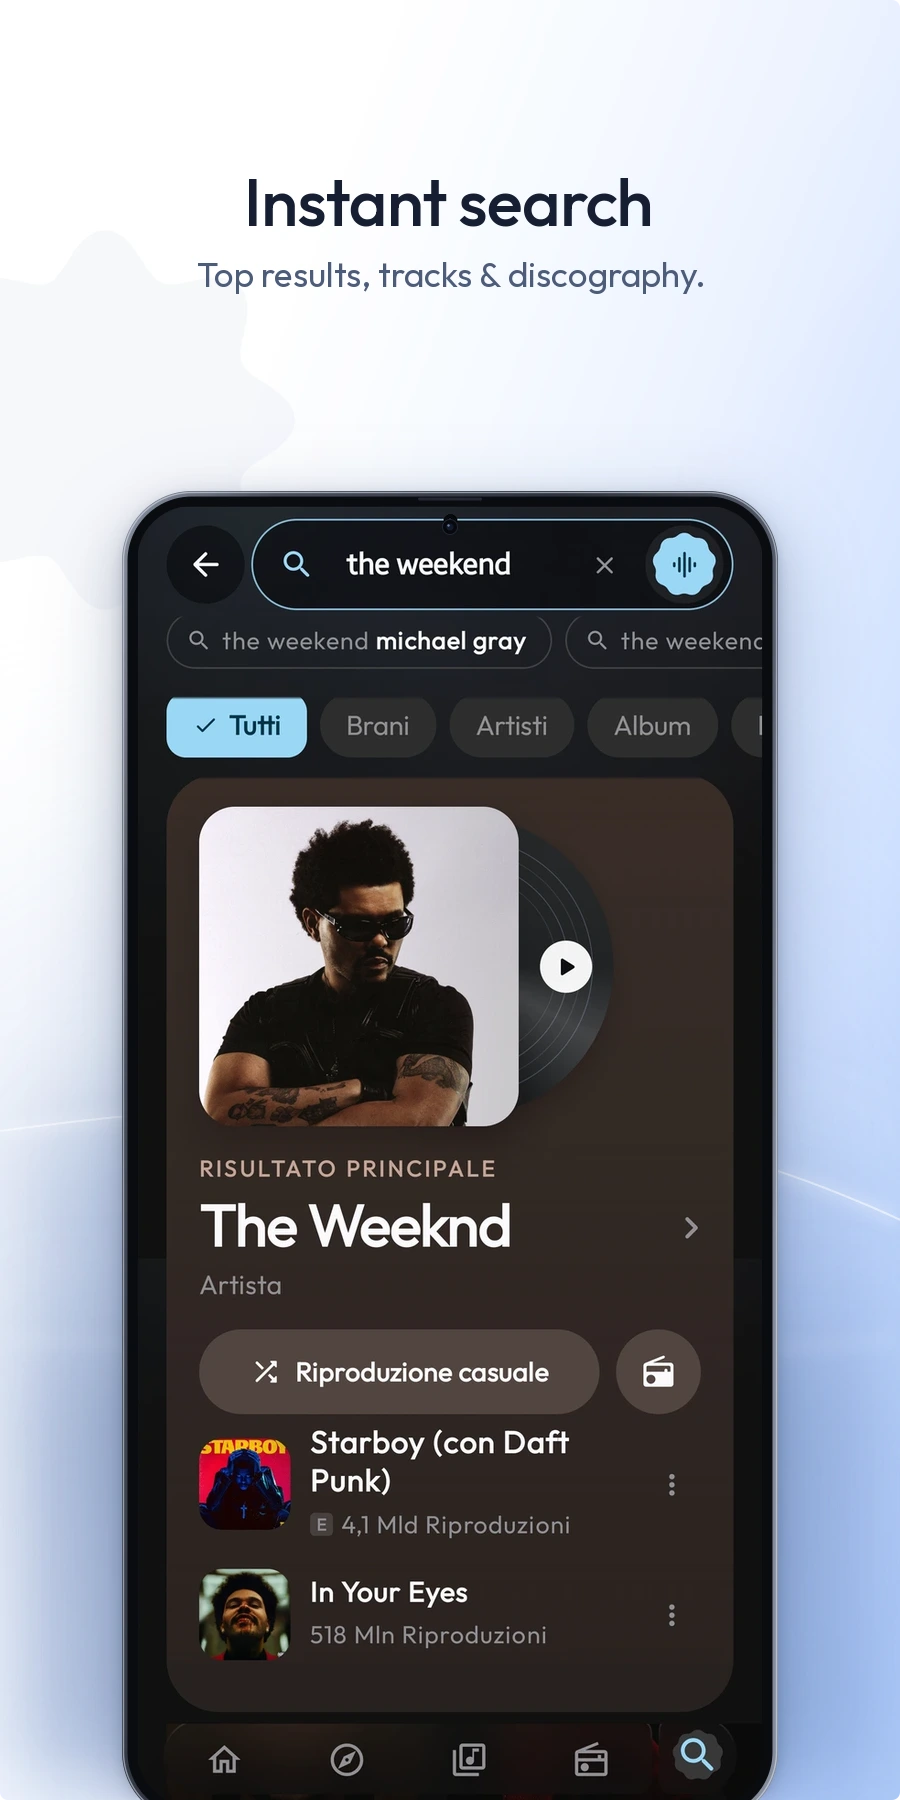 Instant search
Top results, tracks & discography.
the weekend
the weekend michael gray
the weekend
Tutti
Brani
Artisti
Album
RISULTATO PRINCIPALE
The Weeknd
Artista
Riproduzione casuale
STARBOY
Starboy (con Daft
Punk)
E 4,1 Mld Riproduzioni
In Your Eyes
518 Mln Riproduzioni